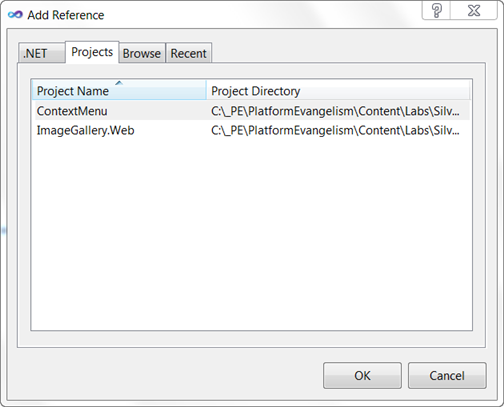 Add Reference
.NET Projects Browse Recent
Project Name Project Directory
ContextMenu C:\_PE\PlatformEvangelism\Content\Labs\Silv...
ImageGallery.Web C:\_PE\PlatformEvangelism\Content\Labs\Silv...
OK Cancel